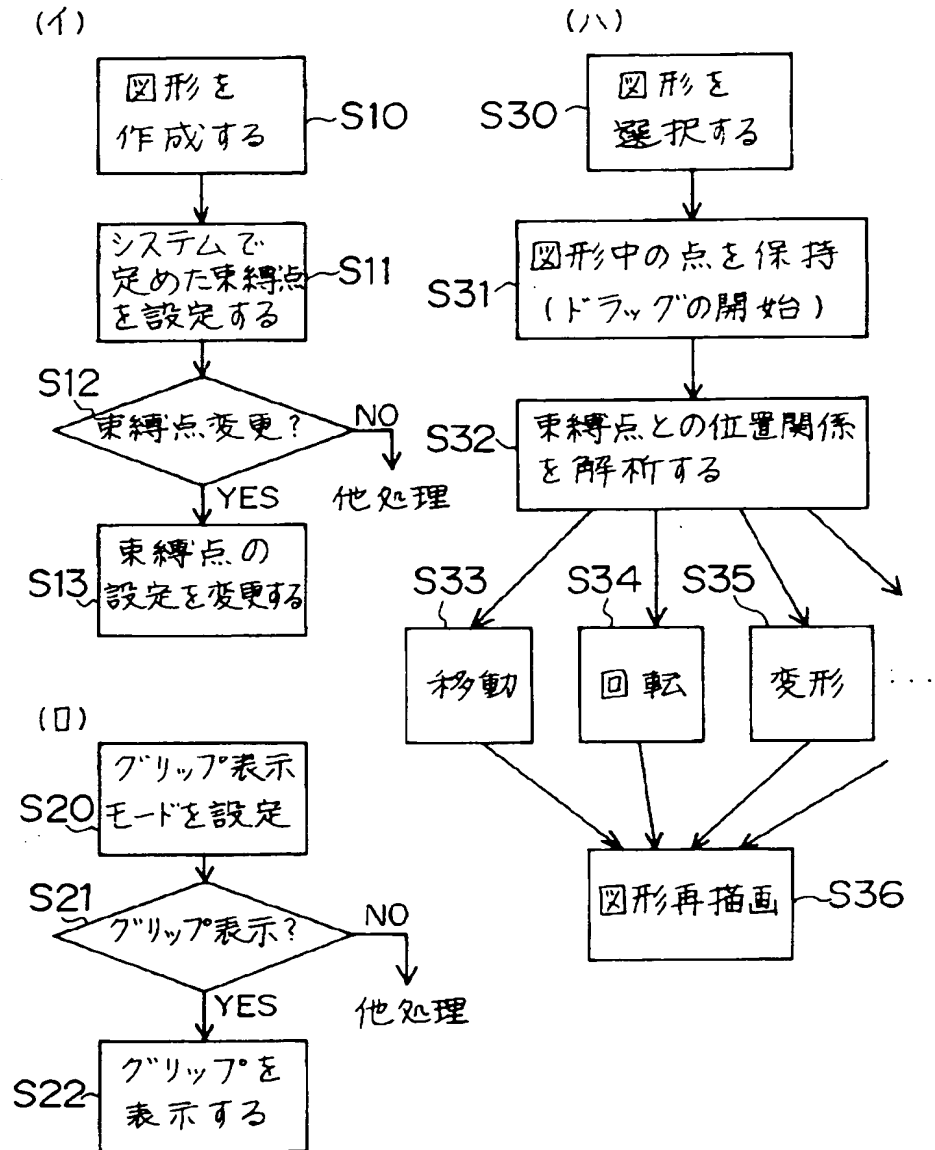 (イ)
図形を
作成する
S10
システムで
定めた束縛点
を設定する
S11
S12
束縛点変更?
NO
他処理
YES
束縛点の
設定を変更する
S13
(ロ)
グリップ表示
モードを設定
S20
S21
グリップ表示?
NO
他処理
YES
グリップを
表示する
S22
(ハ)
図形を
選択する
S30
図形中の点を保持
(ドラッグの開始)
S31
束縛点との位置関係
を解析する
S32
S33
移動
S34
回転
S35
変形
...
図形再描画
S36